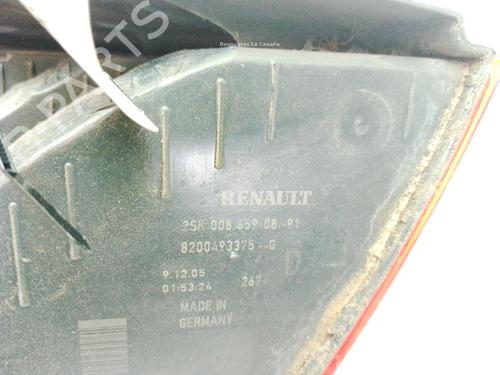 Desguaces La Cabaña
PARTS
RENAULT
2SK 008 659 08-91
8200493375-G
9.12.05
01:53:24
267
D
MADE IN
GERMANY